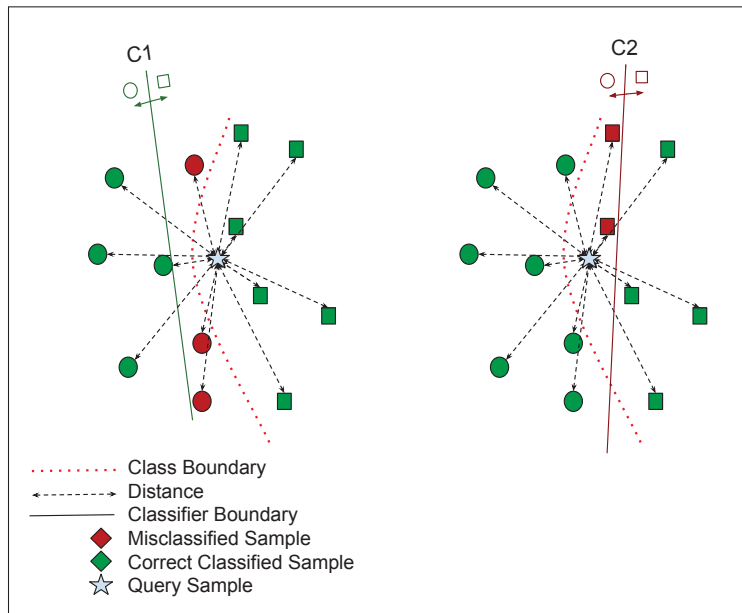 C1
C2
Class Boundary
Distance
Classifier Boundary
Misclassified Sample
Correct Classified Sample
Query Sample